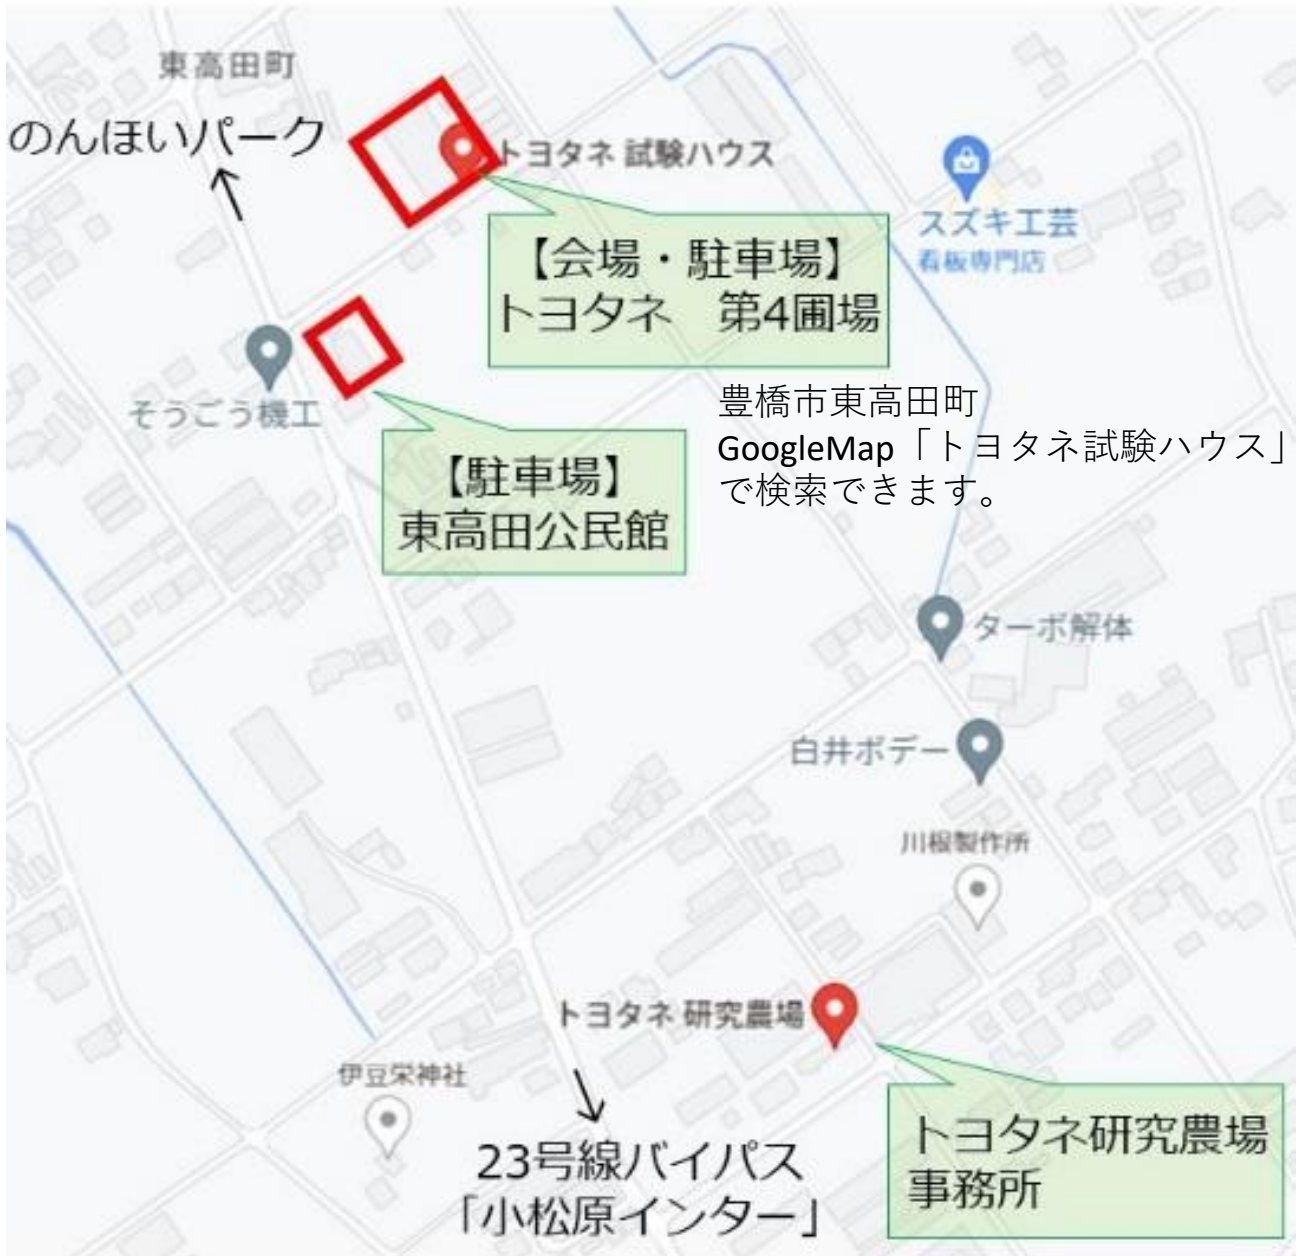 東高田町
のんほいパーク
トヨタネ 試験ハウス
スズキ工芸
看板専門店
【会場・駐車場】
トヨタネ　第4圃場
そうごう機工
豊橋市東高田町
GoogleMap「トヨタネ試験ハウス」
で検索できます。
【駐車場】
東高田公民館
ターボ解体
白井ボデー
川根製作所
トヨタネ 研究農場
伊豆栄神社
トヨタネ研究農場
事務所
23号線バイパス
「小松原インター」